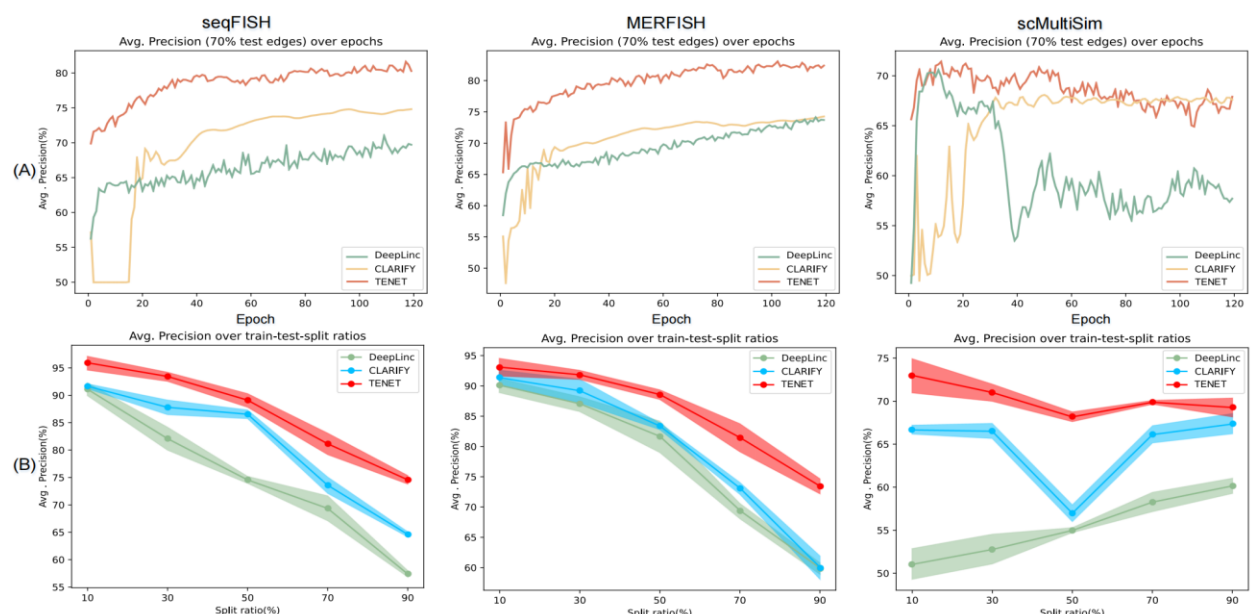 seqFISH MERFISH scMultiSim
Avg. Precision (70% test edges) over epochs Avg. Precision (70% test edges) over epochs Avg. Precision (70% test edges) over epochs
(A)
Avg . Precision(%)
80
75
70
65
60
55
50
0 20 40 60 80 100 120
Epoch
DeepLinc
CLARIFY
TENET
Avg . Precision(%)
80
75
70
65
60
55
50
0 20 40 60 80 100 120
Epoch
DeepLinc
CLARIFY
TENET
Avg . Precision(%)
70
65
60
55
50
0 20 40 60 80 100 120
Epoch
DeepLinc
CLARIFY
TENET
Avg. Precision over train-test-split ratios Avg. Precision over train-test-split ratios Avg. Precision over train-test-split ratios
(B)
Avg . Precision(%)
95
90
85
80
75
70
65
60
55
10 30 50 70 90
Split ratio(%)
DeepLinc
CLARIFY
TENET
Avg . Precision(%)
95
90
85
80
75
70
65
60
10 30 50 70 90
Split ratio(%)
DeepLinc
CLARIFY
TENET
Avg . Precision(%)
75
70
65
60
55
50
10 30 50 70 90
Split ratio(%)
DeepLinc
CLARIFY
TENET